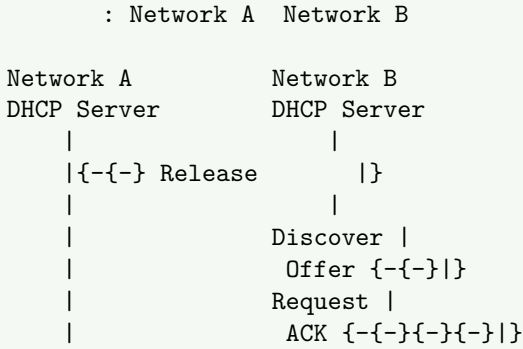 : Network A Network B
Network A Network B
DHCP Server DHCP Server
| |
|{-{-} Release |}
| |
| Discover |
| Offer {-{-}|}
| Request |
| ACK {-{-}{-}{-}|}